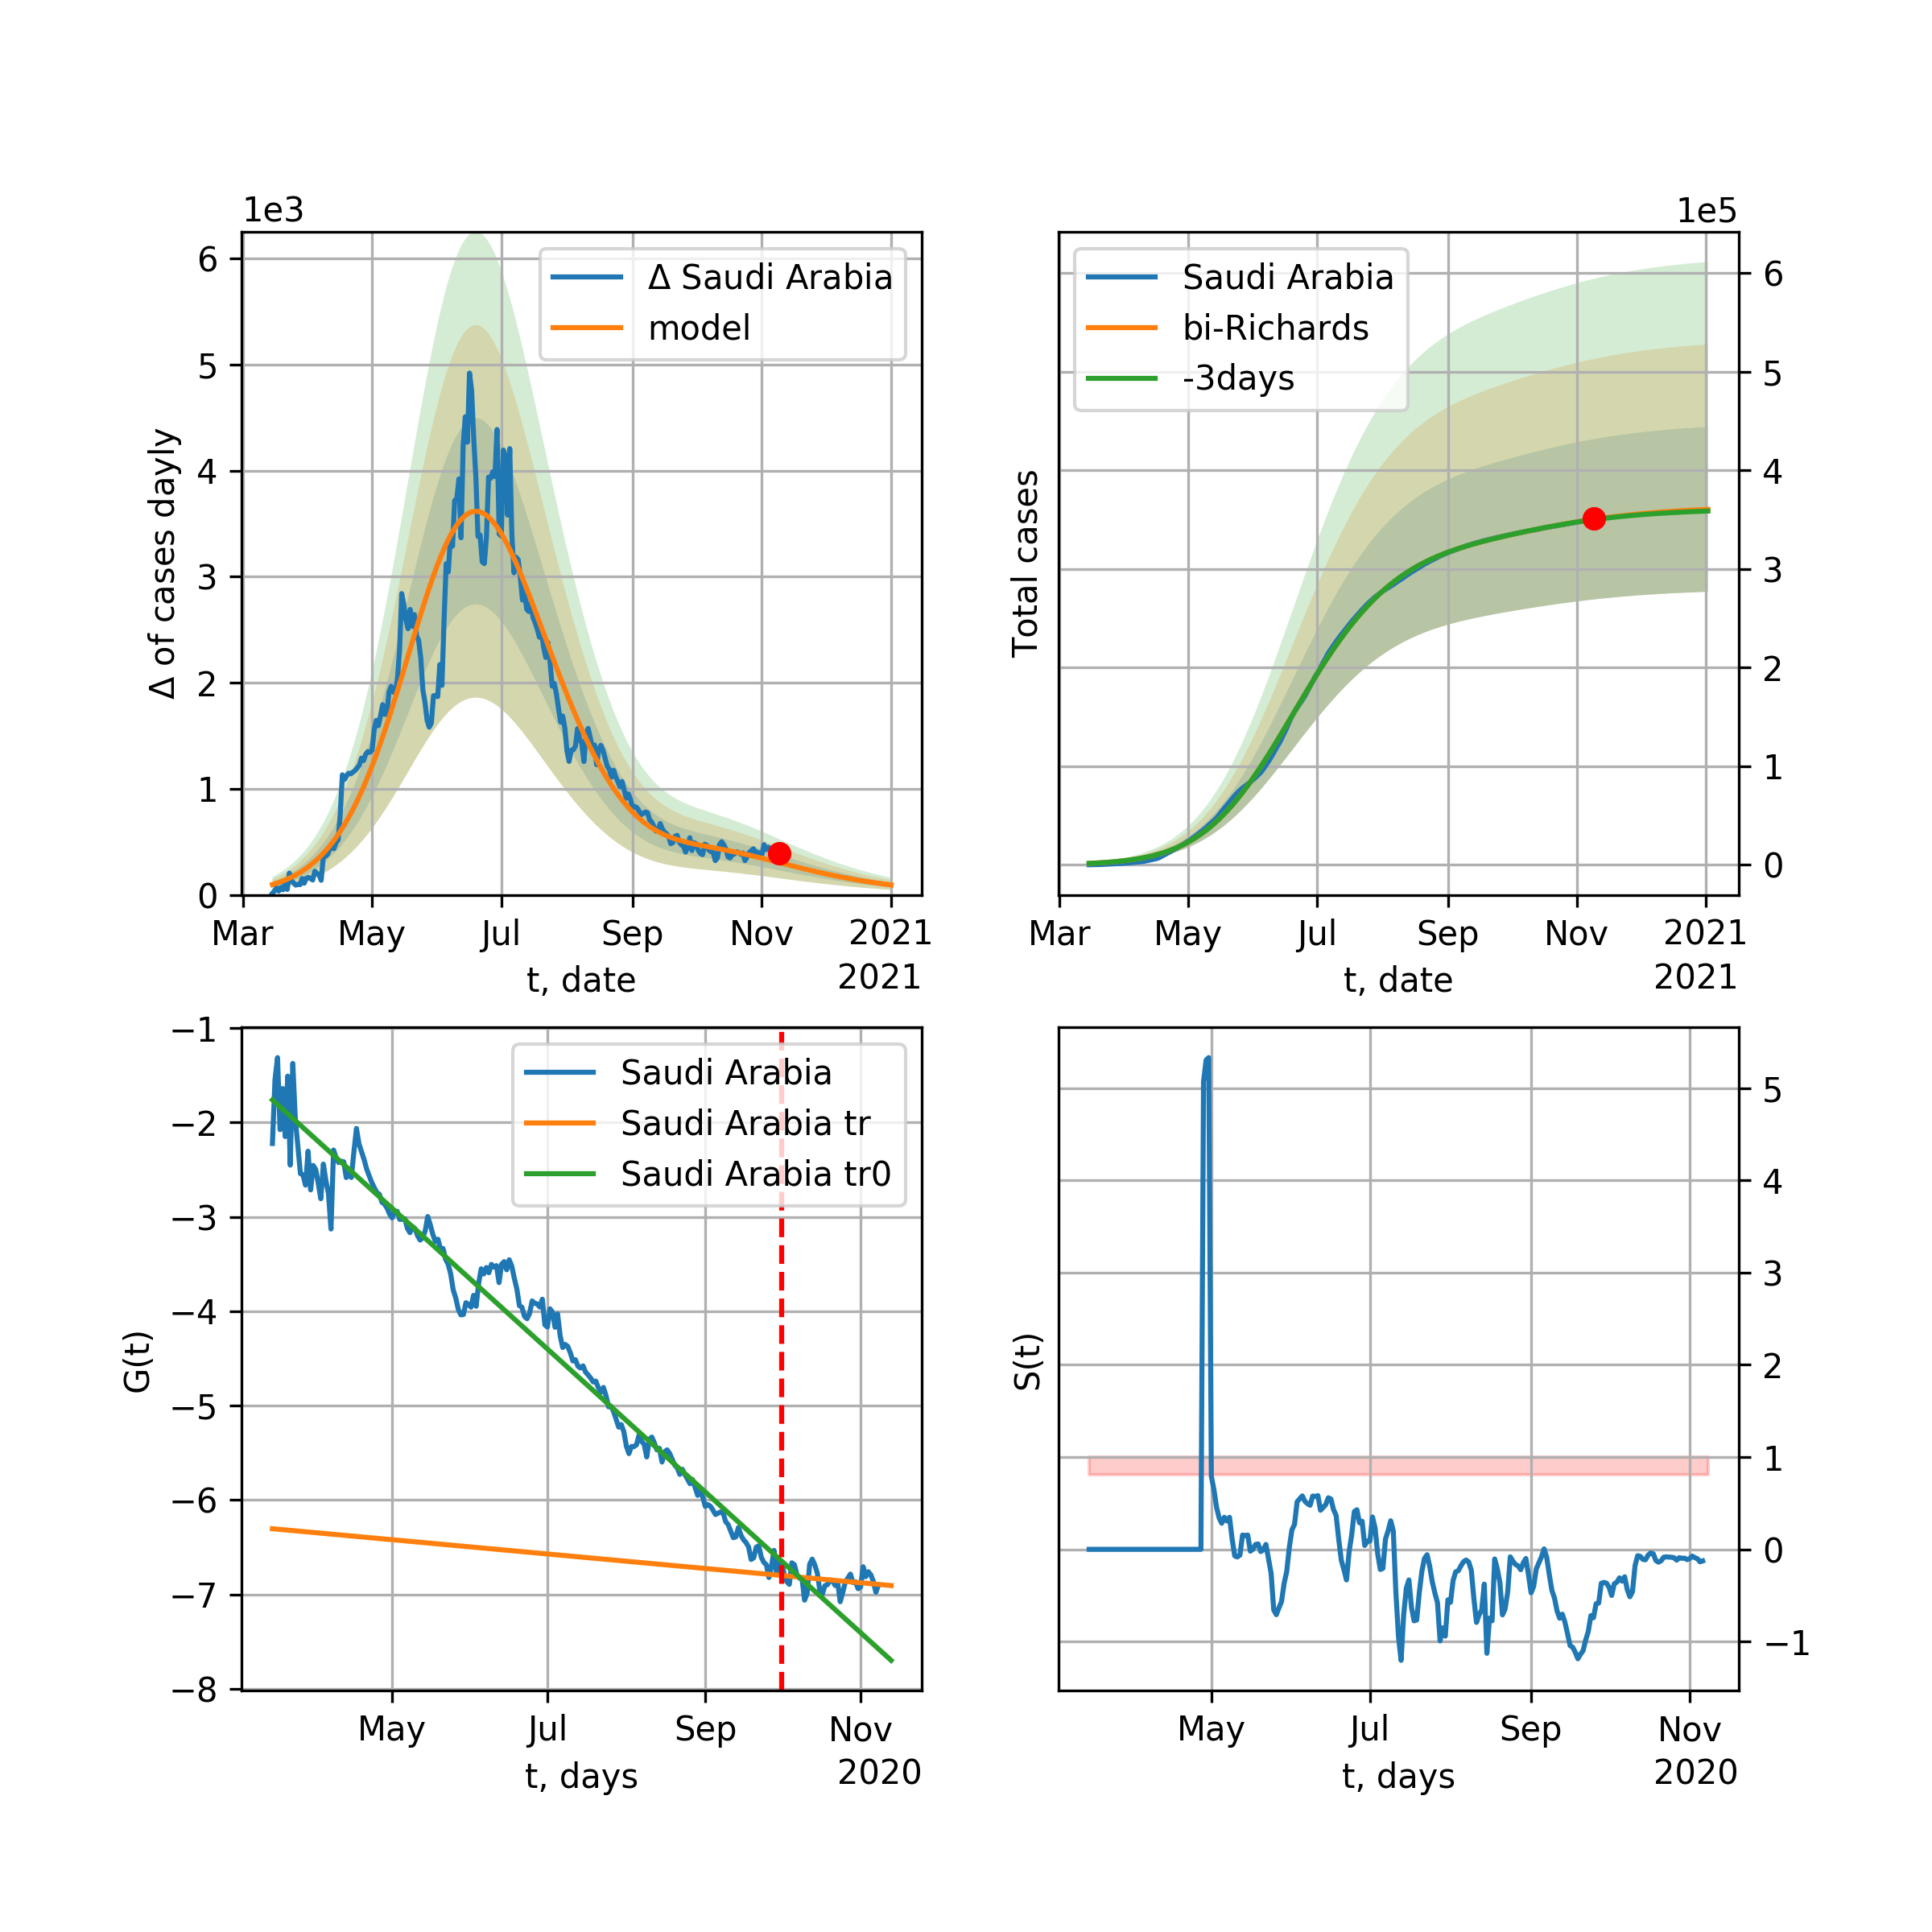 1e3
6
5
4
3
2
1
0
Δ of cases dayly
Δ Saudi Arabia
model
Mar May Jul Sep Nov 2021
t, date 2021
1e5
Total cases
Saudi Arabia
bi-Richards
-3days
6
5
4
3
2
1
0
Mar May Jul Sep Nov 2021
t, date 2021
−1
−2
−3
−4
−5
−6
−7
−8
G(t)
Saudi Arabia
Saudi Arabia tr
Saudi Arabia tr0
May Jul Sep Nov
t, days 2020
S(t)
5
4
3
2
1
0
−1
May Jul Sep Nov
t, days 2020